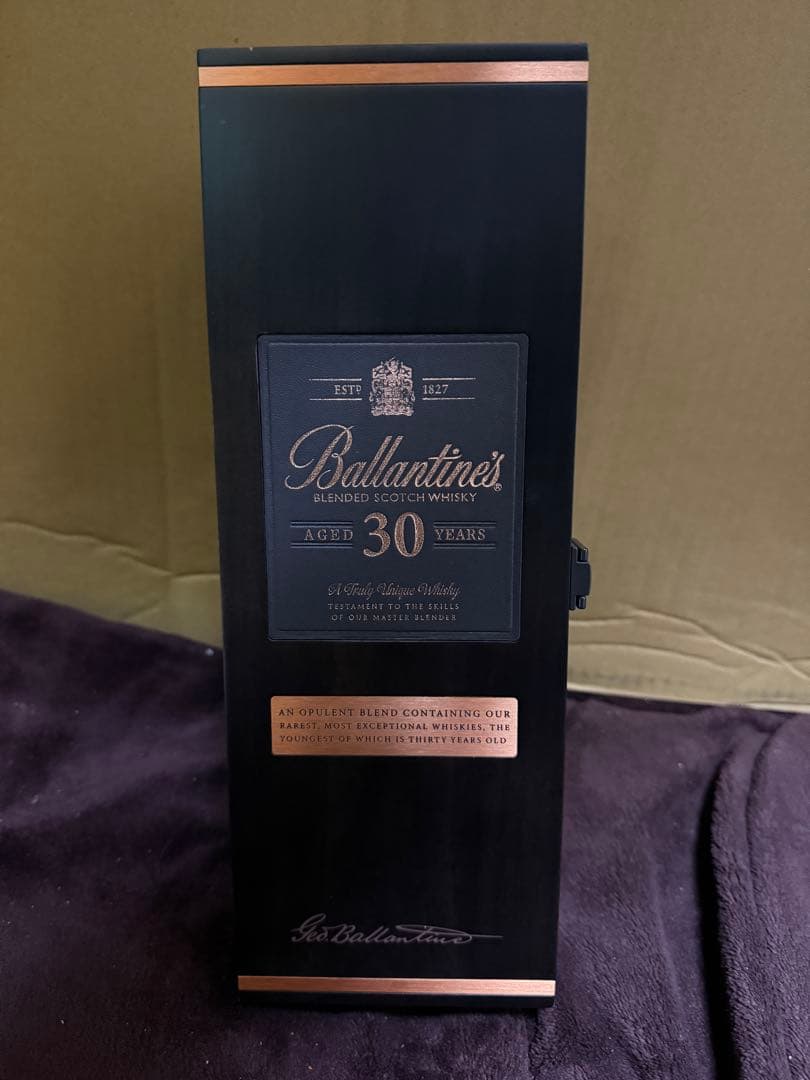 ESTD 1827
Ballantine's®
BLENDED SCOTCH WHISKY
AGED 30 YEARS
A Truly Unique Whisky
TESTAMENT TO THE SKILLS
OF OUR MASTER BLENDER
AN OPULENT BLEND CONTAINING OUR
RAREST, MOST EXCEPTIONAL WHISKIES, THE
YOUNGEST OF WHICH IS THIRTY YEARS OLD
Geo. Ballantine